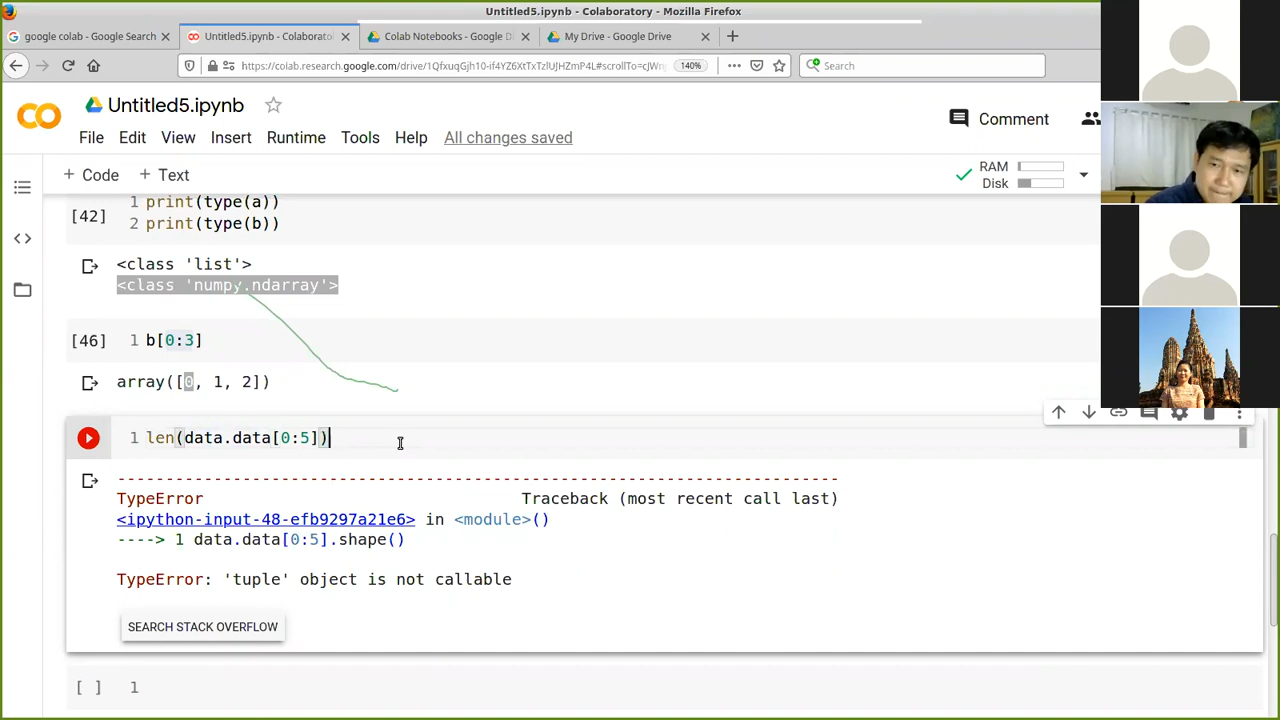 Untitled5.ipynb - Colaboratory - Mozilla Firefox
google colab - Google Search
Untitled5.ipynb - Colaborato
Colab Notebooks - Google D
My Drive - Google Drive
140%
Search
Untitled5.ipynb
File Edit View Insert Runtime Tools Help All changes saved
Comment
+ Code + Text
RAM
Disk
[42]
1 print(type(a))
2 print(type(b))
<class 'list'>
<class 'numpy.ndarray'>
[46] 1 b[0:3]
array([0, 1, 2])
1 len(data.data[0:5])
---------------------------------------------------------------------------
TypeError Traceback (most recent call last)
<ipython-input-48-efb9297a21e6> in <module>()
----> 1 data.data[0:5].shape()
TypeError: 'tuple' object is not callable
SEARCH STACK OVERFLOW
[ ] 1